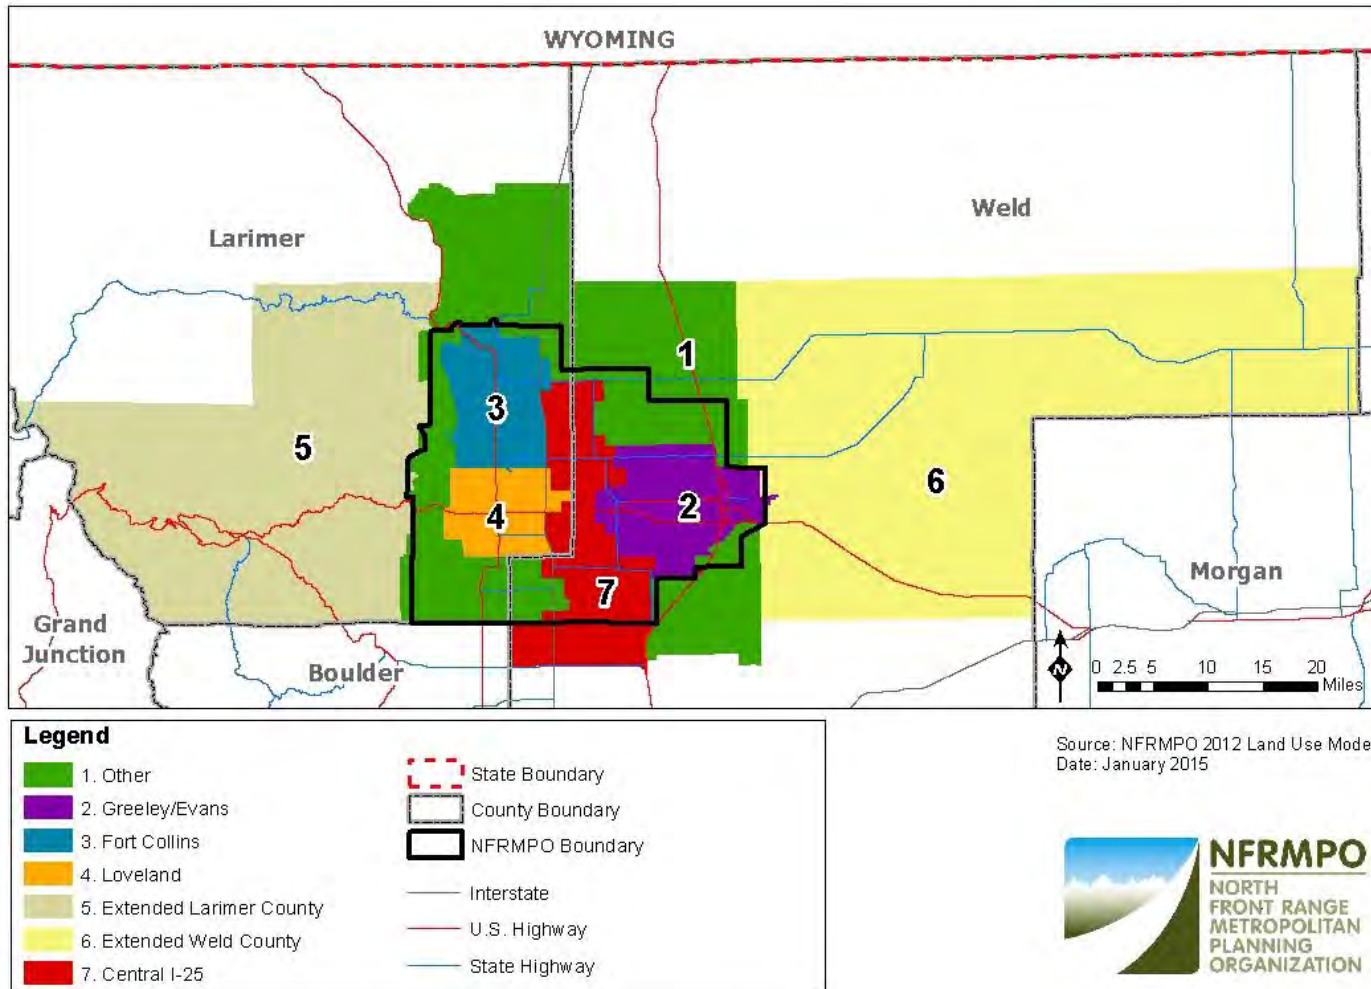 WYOMING
Weld
Larimer
1
3
5
6
2
4
Morgan
7
Grand
Junction
Boulder
N
0 2.5 5 10 15 20
Miles
Legend
1. Other
2. Greeley/Evans
3. Fort Collins
4. Loveland
5. Extended Larimer County
6. Extended Weld County
7. Central I-25
State Boundary
County Boundary
NFRMPO Boundary
Interstate
U.S. Highway
State Highway
Source: NFRMPO 2012 Land Use Mode
Date: January 2015
NFRMPO
NORTH
FRONT RANGE
METROPOLITAN
PLANNING
ORGANIZATION